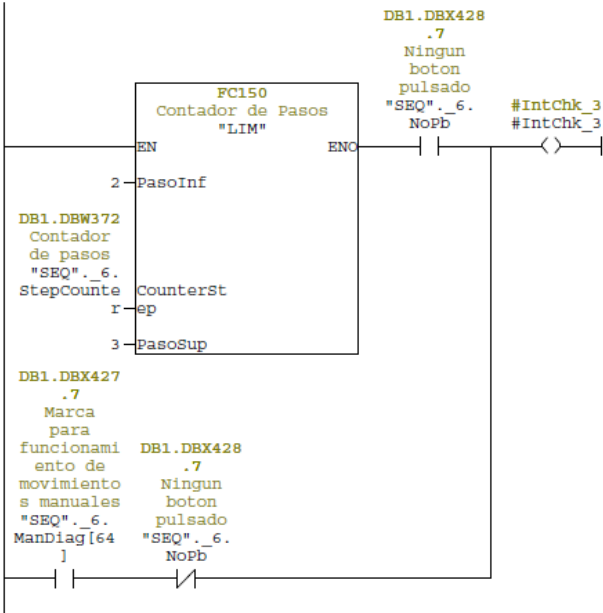 DB1.DBX428
.7
Ningun
boton
pulsado
"SEQ"._6.
NoPb
#IntChk_3
#IntChk_3
FC150
Contador de Pasos
"LIM"
EN
ENO
2
PasoInf
DB1.DBW372
Contador
de pasos
"SEQ"._6.
StepCounte
r
CounterSt
ep
3
PasoSup
DB1.DBX427
.7
Marca
para
funcionami
ento de
movimiento
s manuales
"SEQ"._6.
ManDiag[64
]
DB1.DBX428
.7
Ningun
boton
pulsado
"SEQ"._6.
NoPb